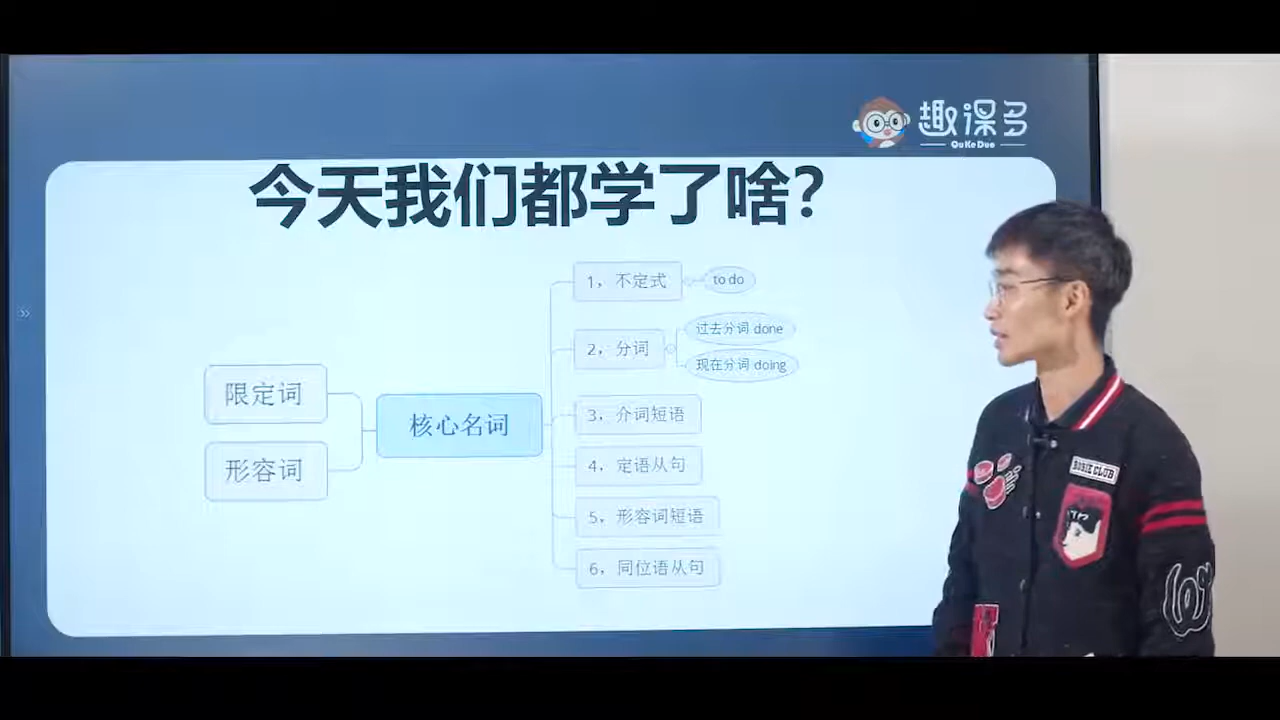 趣课多
QuKeDuo
今天我们都学了啥？
1，不定式
to do
2，分词
过去分词 done
现在分词 doing
限定词
核心名词
形容词
3，介词短语
4，定语从句
5，形容词短语
6，同位语从句